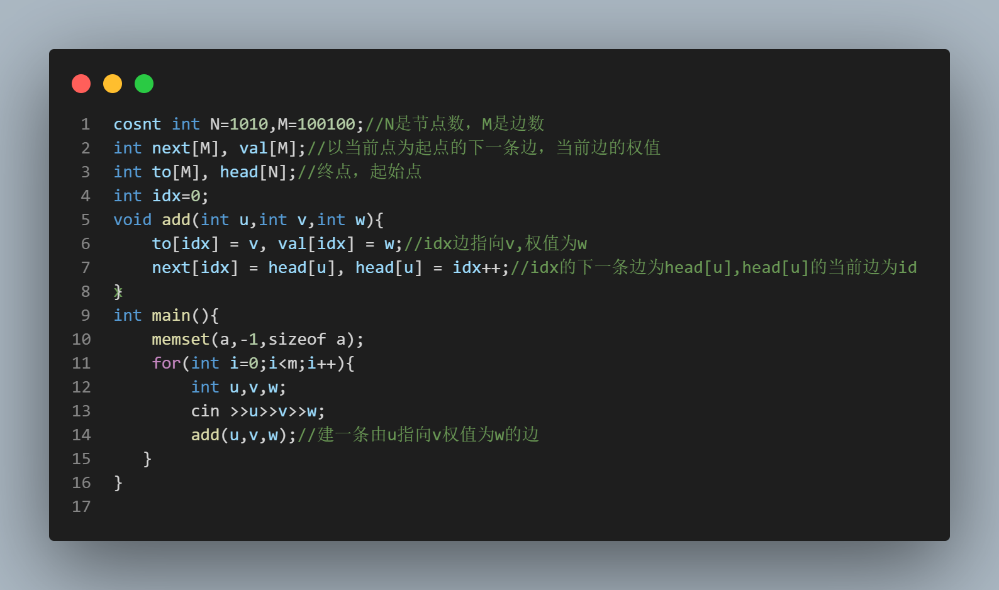 1 cosnt int N=1010,M=100100;//N是节点数，M是边数
2 int next[M], val[M];//以当前点为起点的下一条边，当前边的权值
3 int to[M], head[N];//终点，起始点
4 int idx=0;
5 void add(int u,int v,int w){
6     to[idx] = v, val[idx] = w;//idx边指向v,权值为w
7     next[idx] = head[u], head[u] = idx++;//idx的下一条边为head[u],head[u]的当前边为id
x
8 }
9 int main(){
10     memset(a,-1,sizeof a);
11     for(int i=0;i<m;i++){
12         int u,v,w;
13         cin >>u>>v>>w;
14         add(u,v,w);//建一条由u指向v权值为w的边
15    }
16 }
17